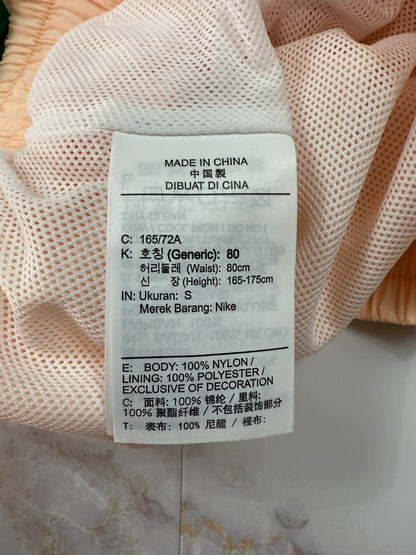 MADE IN CHINA
中国製
DIBUAT DI CINA
C: 165/72A
K: 호칭 (Generic): 80
허리둘레 (Waist): 80cm
신 장 (Height): 165-175cm
IN: Ukuran: S
Merek Barang: Nike
E: BODY: 100% NYLON /
LINING: 100% POLYESTER /
EXCLUSIVE OF DECORATION
C: 面料: 100% 锦纶 / 里料:
100% 聚酯纤维 / 不包括装饰部分
T: 表布: 100% 尼龍 / 裡布: